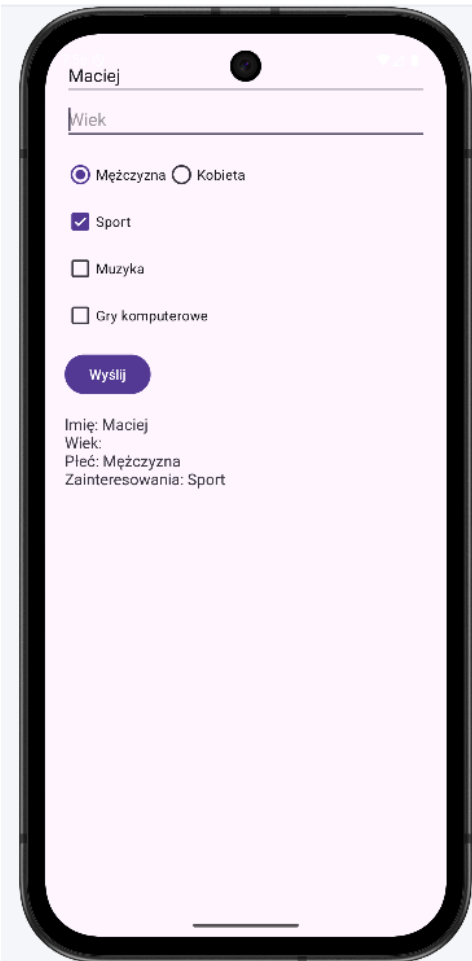 Maciej
Wiek
Mężczyzna Kobieta
Sport
Muzyka
Gry komputerowe
Wyślij
Imię: Maciej
Wiek:
Płeć: Mężczyzna
Zainteresowania: Sport